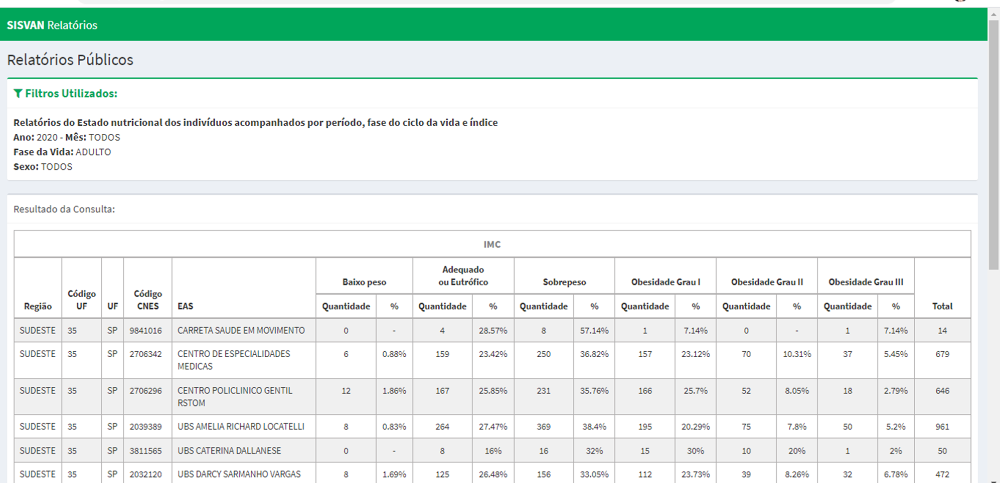 SISVAN Relatórios
Relatórios Públicos
Filtros Utilizados:
Relatórios do Estado nutricional dos indivíduos acompanhados por período, fase do ciclo da vida e índice
Ano: 2020 - Mês: TODOS
Fase da Vida: ADULTO
Sexo: TODOS
Resultado da Consulta:
IMC
Região Código UF UF Código CNES EAS Baixo peso Adequado ou Eutrófico Sobrepeso Obesidade Grau I Obesidade Grau II Obesidade Grau III Total
Quantidade % Quantidade % Quantidade % Quantidade % Quantidade % Quantidade %
SUDESTE 35 SP 9841016 CARRETA SAUDE EM MOVIMENTO 0 - 4 28.57% 8 57.14% 1 7.14% 0 - 1 7.14% 14
SUDESTE 35 SP 2706342 CENTRO DE ESPECIALIDADES MEDICAS 6 0.88% 159 23.42% 250 36.82% 157 23.12% 70 10.31% 37 5.45% 679
SUDESTE 35 SP 2706296 CENTRO POLICLINICO GENTIL RSTOM 12 1.86% 167 25.85% 231 35.76% 166 25.7% 52 8.05% 18 2.79% 646
SUDESTE 35 SP 2039389 UBS AMELIA RICHARD LOCATELLI 8 0.83% 264 27.47% 369 38.4% 195 20.29% 75 7.8% 50 5.2% 961
SUDESTE 35 SP 3811565 UBS CATERINA DALLANESE 0 - 8 16% 16 32% 15 30% 10 20% 1 2% 50
SUDESTE 35 SP 2032120 UBS DARCY SARMANHO VARGAS 8 1.69% 125 26.48% 156 33.05% 112 23.73% 39 8.26% 32 6.78% 472